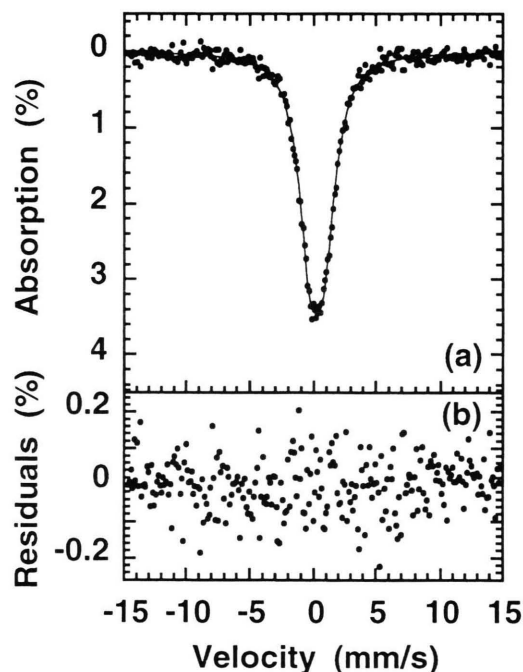 Absorption (%)
0
1
2
3
4
(a)
Residuals (%)
0.2
0
-0.2
(b)
-15 -10 -5 0 5 10 15
Velocity (mm/s)